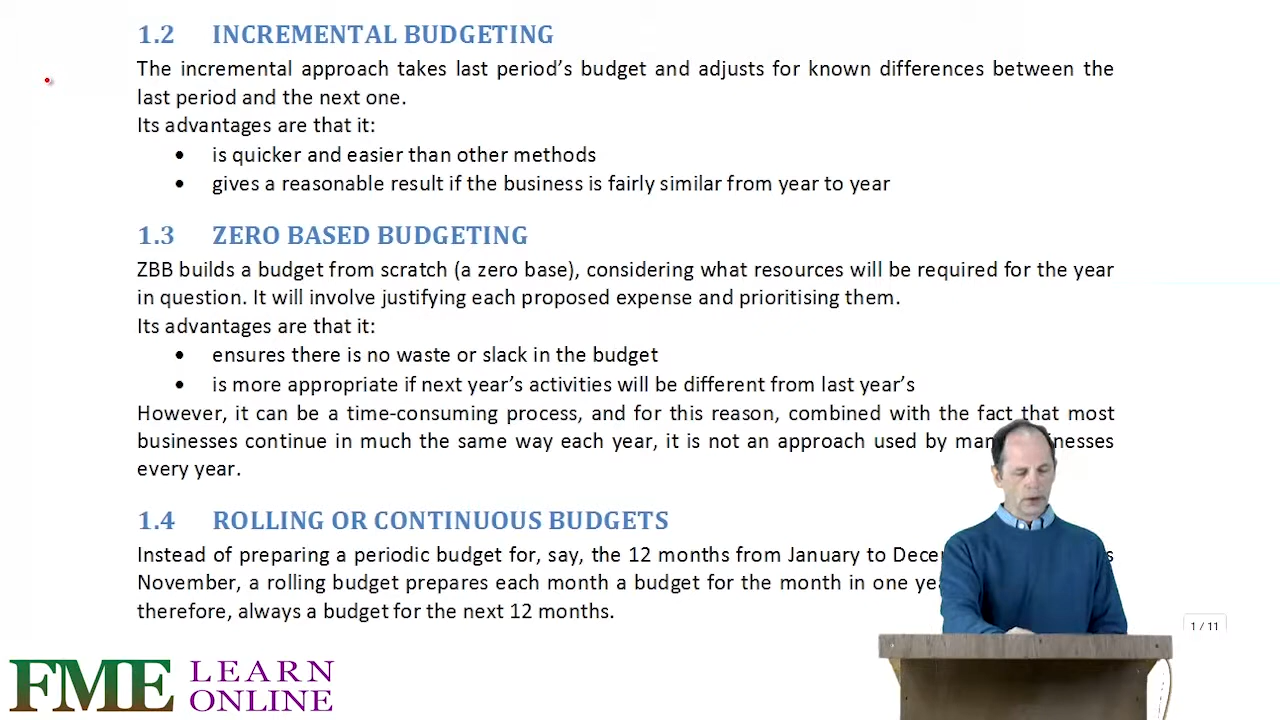 1.2 INCREMENTAL BUDGETING
The incremental approach takes last period’s budget and adjusts for known differences between the
last period and the next one.
Its advantages are that it:
• is quicker and easier than other methods
• gives a reasonable result if the business is fairly similar from year to year
1.3 ZERO BASED BUDGETING
ZBB builds a budget from scratch (a zero base), considering what resources will be required for the year
in question. It will involve justifying each proposed expense and prioritising them.
Its advantages are that it:
• ensures there is no waste or slack in the budget
• is more appropriate if next year’s activities will be different from last year’s
However, it can be a time-consuming process, and for this reason, combined with the fact that most
businesses continue in much the same way each year, it is not an approach used by
every year.
1.4 ROLLING OR CONTINUOUS BUDGETS
Instead of preparing a periodic budget for, say, the 12 months from January to
November, a rolling budget prepares each month a budget for the month in one
therefore, always a budget for the next 12 months.
1 / 11
FME LEARN
ONLINE